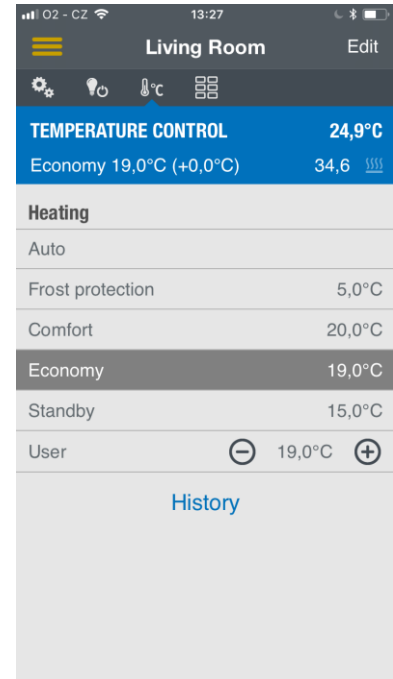 O2 - CZ 13:27
Living Room Edit
°C
TEMPERATURE CONTROL 24,9°C
Economy 19,0°C (+0,0°C) 34,6
Heating
Auto
Frost protection 5,0°C
Comfort 20,0°C
Economy 19,0°C
Standby 15,0°C
User 19,0°C
History